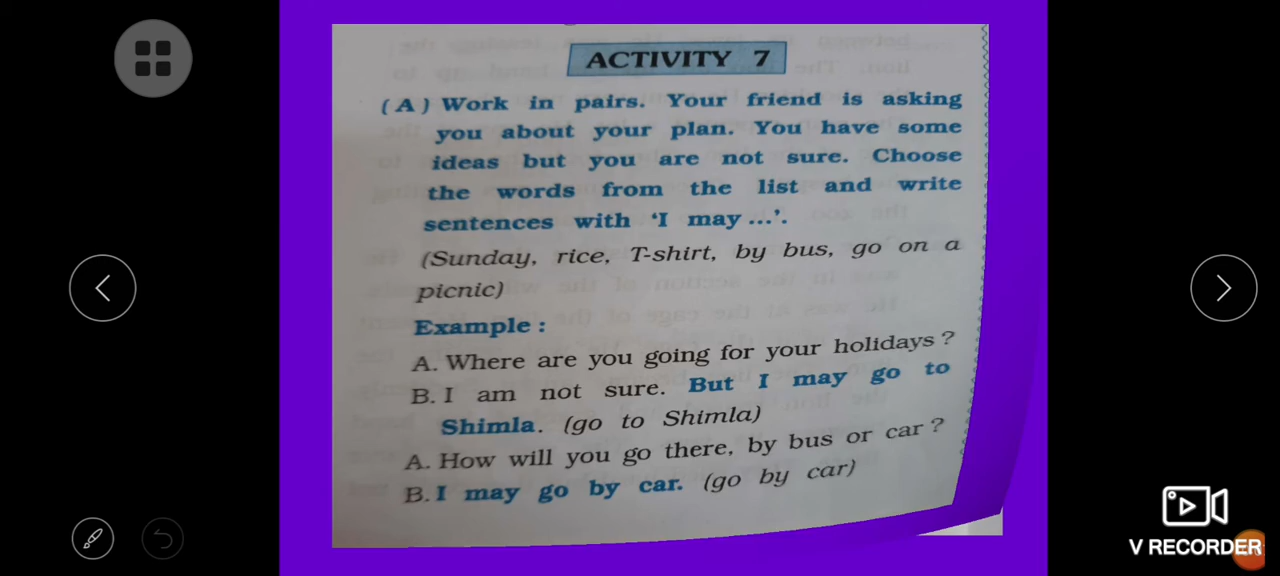 ACTIVITY 7
(A) Work in pairs. Your friend is asking
you about your plan. You have some
ideas but you are not sure. Choose
the words from the list and write
sentences with 'I may ...'.
(Sunday, rice, T-shirt, by bus, go on a
picnic)
Example :
A. Where are you going for your holidays ?
B. I am not sure. But I may go to
Shimla. (go to Shimla)
A. How will you go there, by bus or car ?
B. I may go by car. (go by car)
V RECORDER